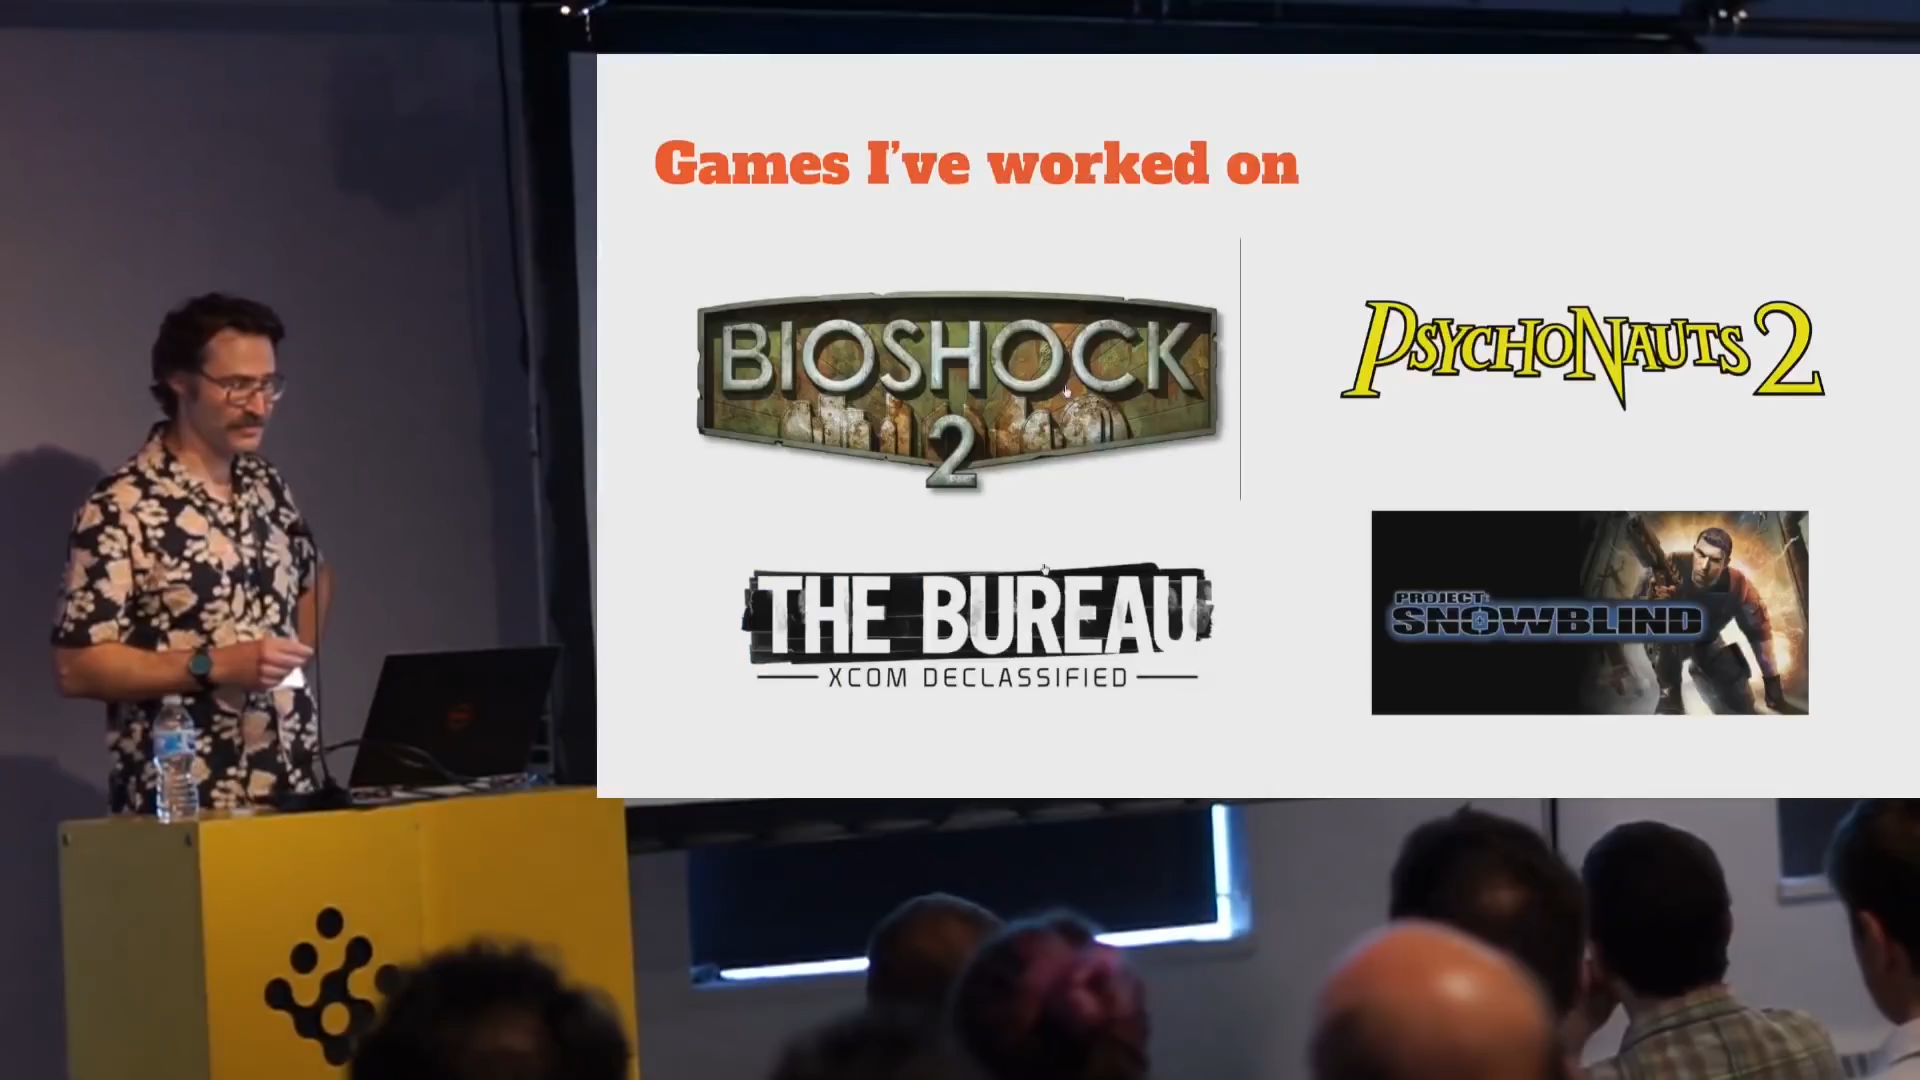 Games I've worked on
BIOSHOCK
2
PSYCHONAUTS 2
THE BUREAU
XCOM DECLASSIFIED
PROJECT:
SNOWBLIND